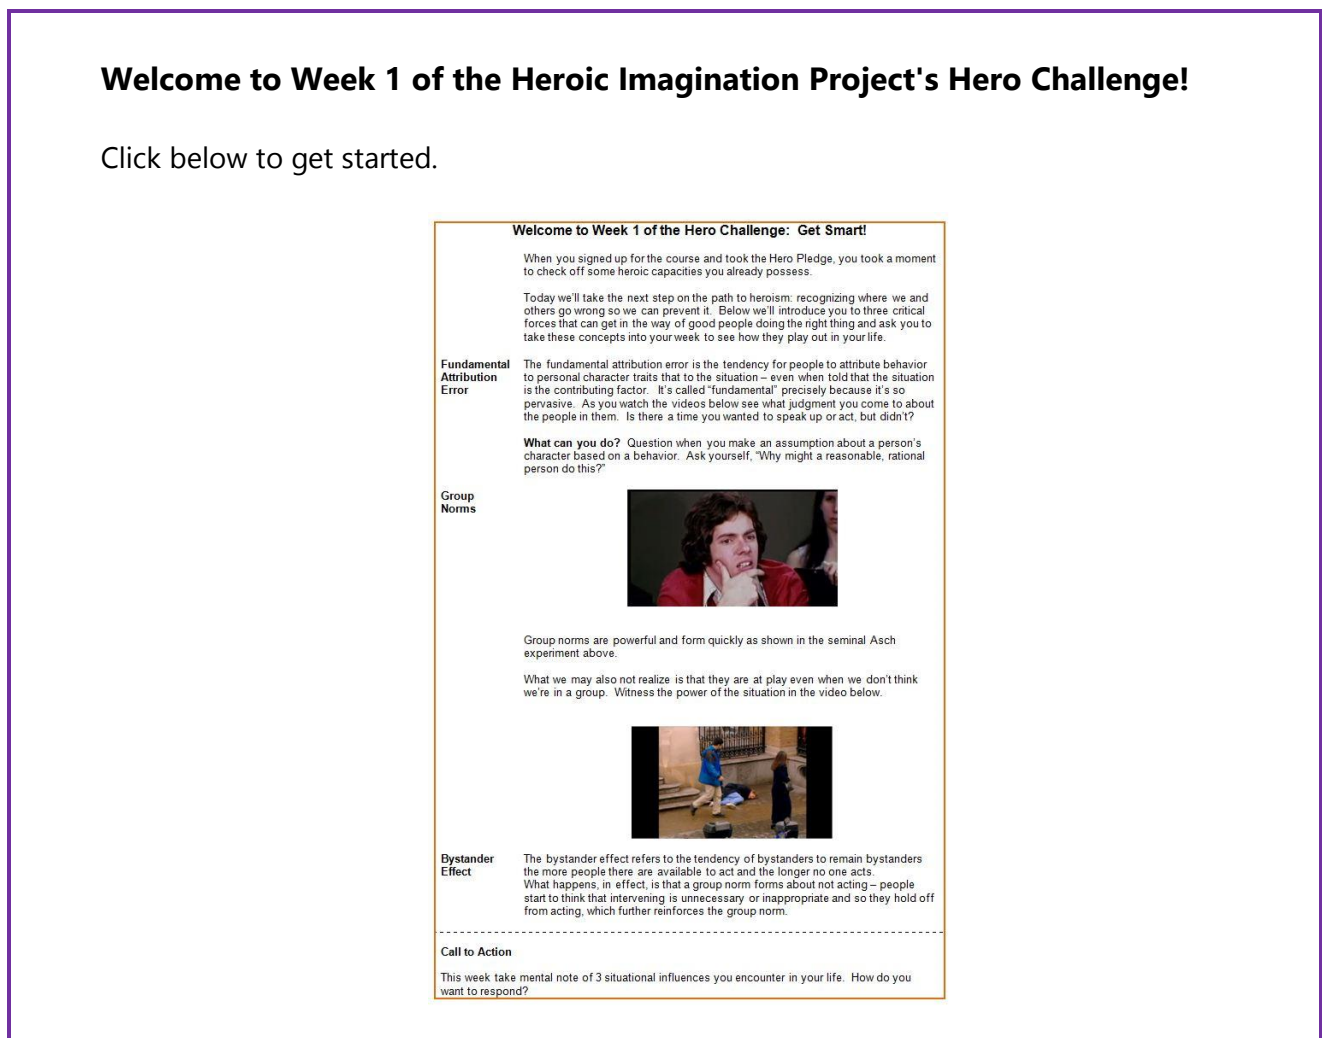 Welcome to Week 1 of the Heroic Imagination Project's Hero Challenge!
Click below to get started.
Welcome to Week 1 of the Hero Challenge:  Get Smart!
When you signed up for the course and took the Hero Pledge, you took a moment
to check off some heroic capacities you already possess.
Today we'll take the next step on the path to heroism: recognizing where we and
others go wrong so we can prevent it.  Below we'll introduce you to three critical
forces that can get in the way of good people doing the right thing and ask you to
take these concepts into your week to see how they play out in your life.
Fundamental
Attribution
Error
The fundamental attribution error is the tendency for people to attribute behavior
to personal character traits that to the situation – even when told that the situation
is the contributing factor.  It's called "fundamental" precisely because it's so
pervasive.  As you watch the videos below see what judgment you come to about
the people in them.  Is there a time you wanted to speak up or act, but didn't?
What can you do?  Question when you make an assumption about a person's
character based on a behavior.  Ask yourself, "Why might a reasonable, rational
person do this?"
Group
Norms
Group norms are powerful and form quickly as shown in the seminal Asch
experiment above.
What we may also not realize is that they are at play even when we don't think
we're in a group.  Witness the power of the situation in the video below.
Bystander
Effect
The bystander effect refers to the tendency of bystanders to remain bystanders
the more people there are available to act and the longer no one acts.
What happens, in effect, is that a group norm forms about not acting – people
start to think that intervening is unnecessary or inappropriate and so they hold off
from acting, which further reinforces the group norm.
Call to Action
This week take mental note of 3 situational influences you encounter in your life.  How do you
want to respond?